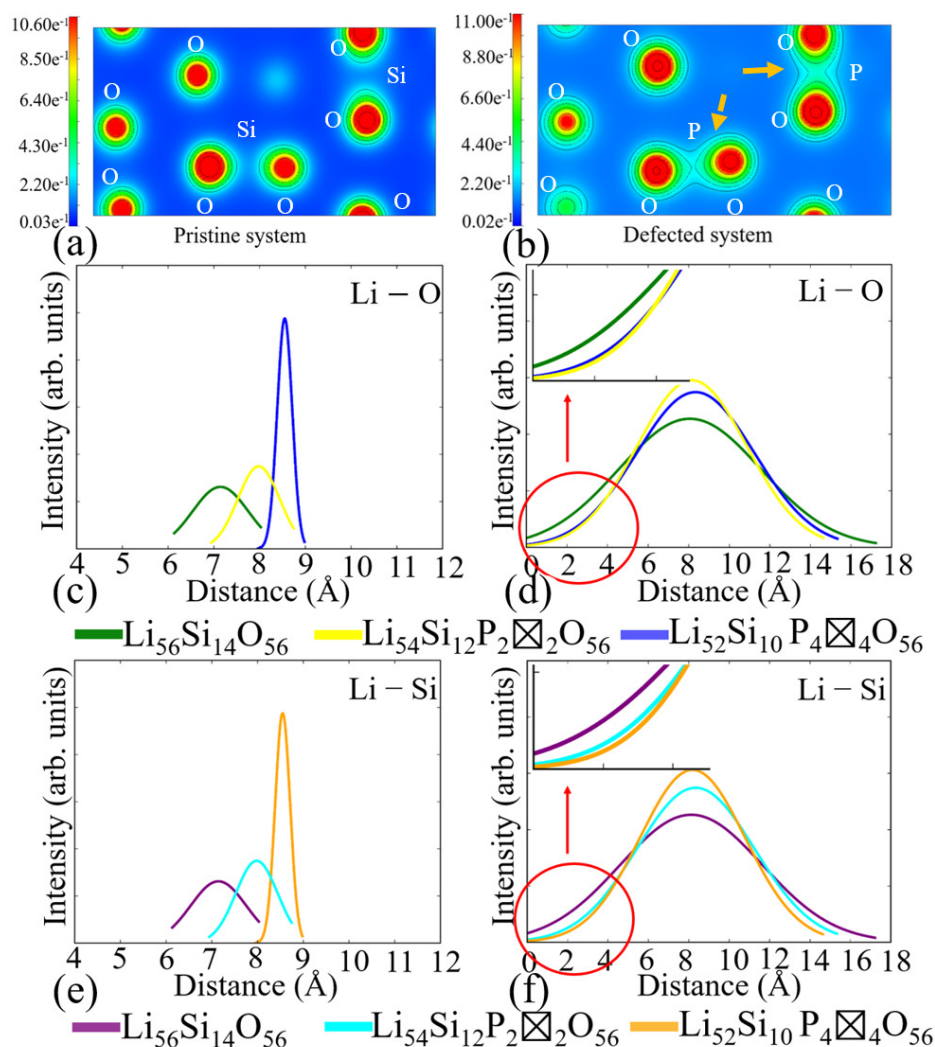 10.60e⁻¹
8.50e⁻¹
6.40e⁻¹
4.30e⁻¹
2.20e⁻¹
0.03e⁻¹
O
O
Si
O
Si
O
O
O
O
O
(a)
Pristine system
11.00e⁻¹
8.80e⁻¹
6.60e⁻¹
4.40e⁻¹
2.20e⁻¹
0.02e⁻¹
O
O
P
O
O
P
O
O
O
O
(b)
Defected system
Li – O
Intensity (arb. units)
4 5 6 7 8 9 10 11 12
Distance (Å)
(c)
Li – O
Intensity (arb. units)
0 2 4 6 8 10 12 14 16 18
Distance (Å)
(d)
Li₅₆Si₁₄O₅₆ Li₅₄Si₁₂P₂☒₂O₅₆ Li₅₂Si₁₀ P₄☒₄O₅₆
Li – Si
Intensity (arb. units)
4 5 6 7 8 9 10 11 12
Distance (Å)
(e)
Li – Si
Intensity (arb. units)
0 2 4 6 8 10 12 14 16 18
Distance (Å)
(f)
Li₅₆Si₁₄O₅₆ Li₅₄Si₁₂P₂☒₂O₅₆ Li₅₂Si₁₀ P₄☒₄O₅₆